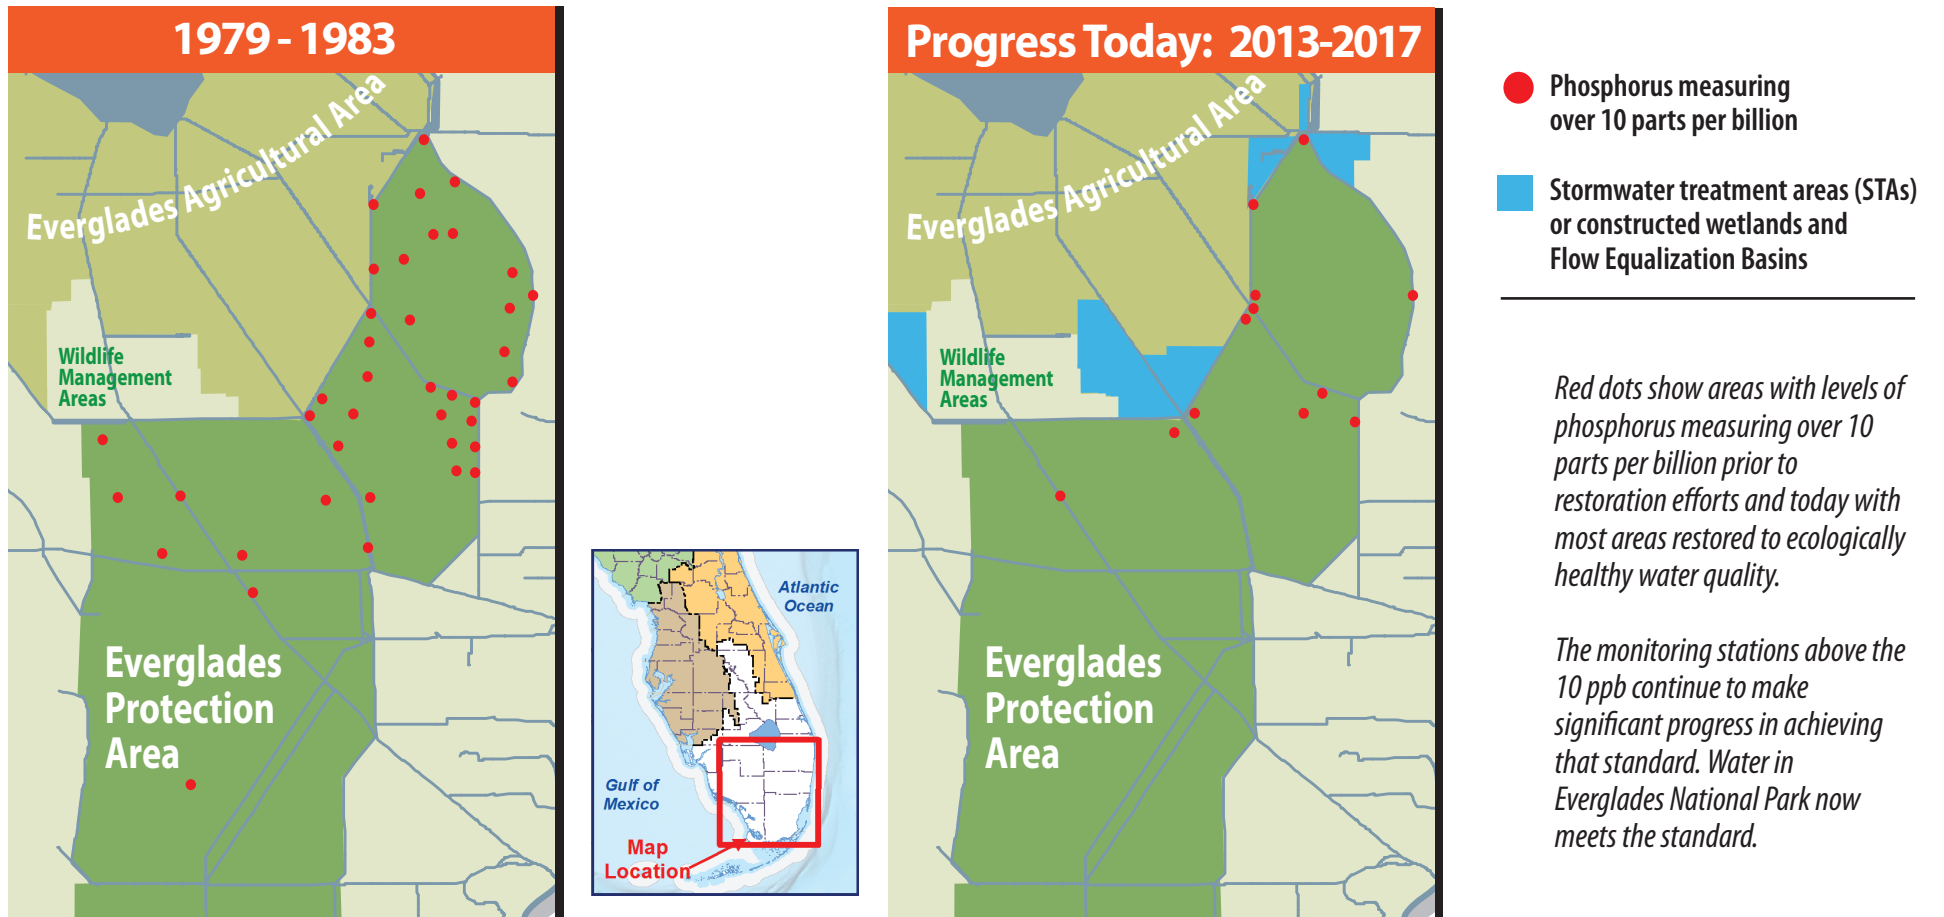 1979 - 1983
Everglades Agricultural Area
Wildlife
Management
Areas
Everglades
Protection
Area
Atlantic
Ocean
Gulf of
Mexico
Map
Location
Progress Today: 2013-2017
Everglades Agricultural Area
Wildlife
Management
Areas
Everglades
Protection
Area
Phosphorus measuring
over 10 parts per billion
Stormwater treatment areas (STAs)
or constructed wetlands and
Flow Equalization Basins
Red dots show areas with levels of
phosphorus measuring over 10
parts per billion prior to
restoration efforts and today with
most areas restored to ecologically
healthy water quality.
The monitoring stations above the
10 ppb continue to make
significant progress in achieving
that standard. Water in
Everglades National Park now
meets the standard.